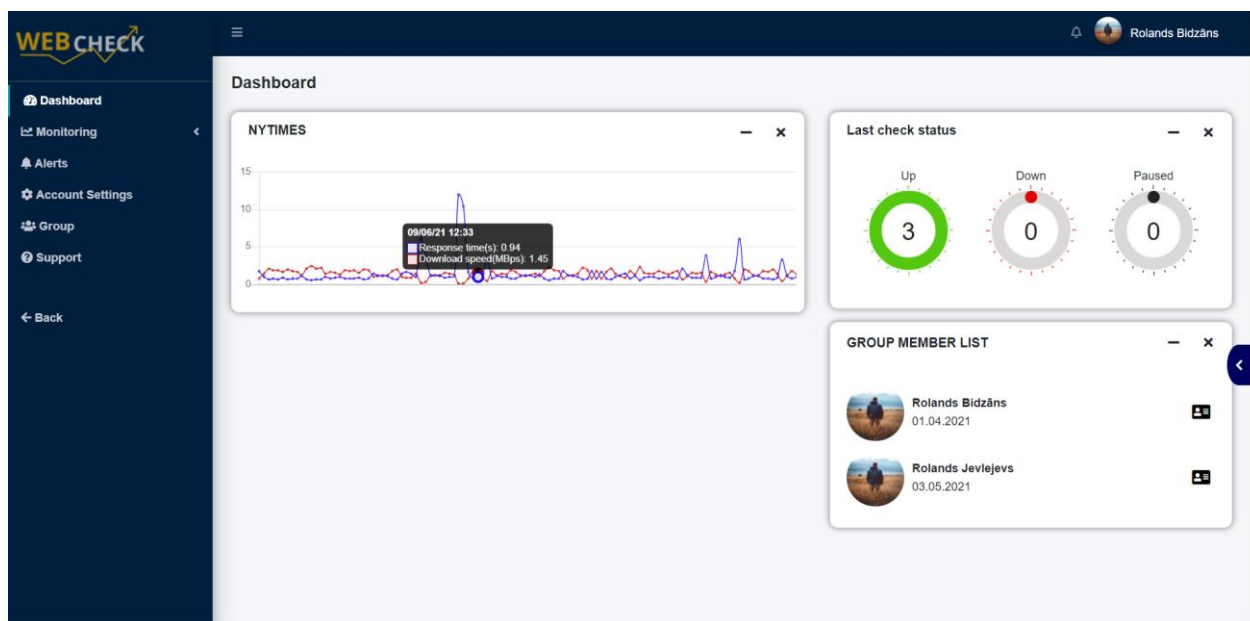 WEBCHECK
Rolands Bidzāns
Dashboard
Monitoring
Alerts
Account Settings
Group
Support
Back
Dashboard
NYTIMES
15
10
5
0
09/06/21 12:33
Response time(s): 0.94
Download speed(MBps): 1.45
Last check status
Up
Down
Paused
3
0
0
GROUP MEMBER LIST
Rolands Bidzāns
01.04.2021
Rolands Jevlejevs
03.05.2021